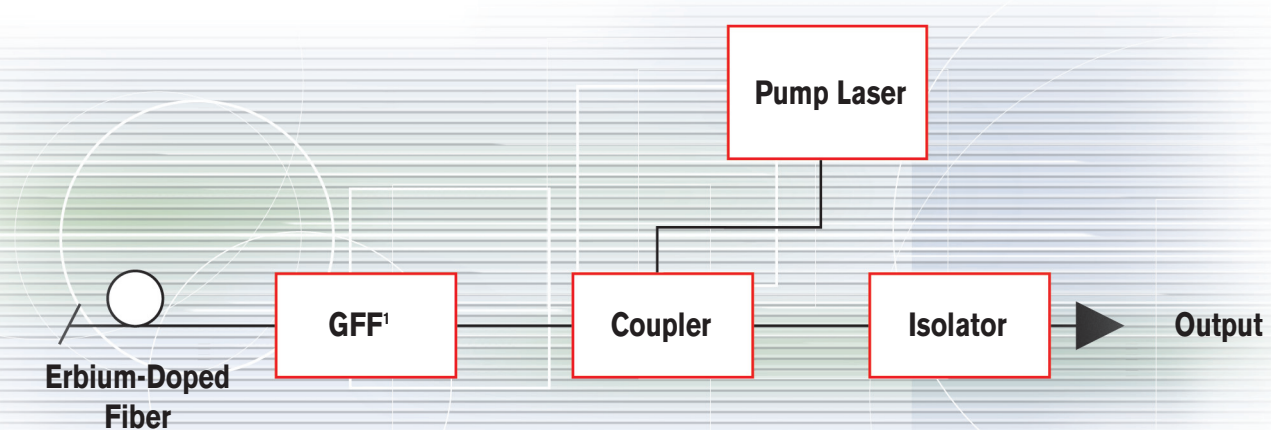 Pump Laser
GFF¹
Coupler
Isolator
Output
Erbium-Doped
Fiber